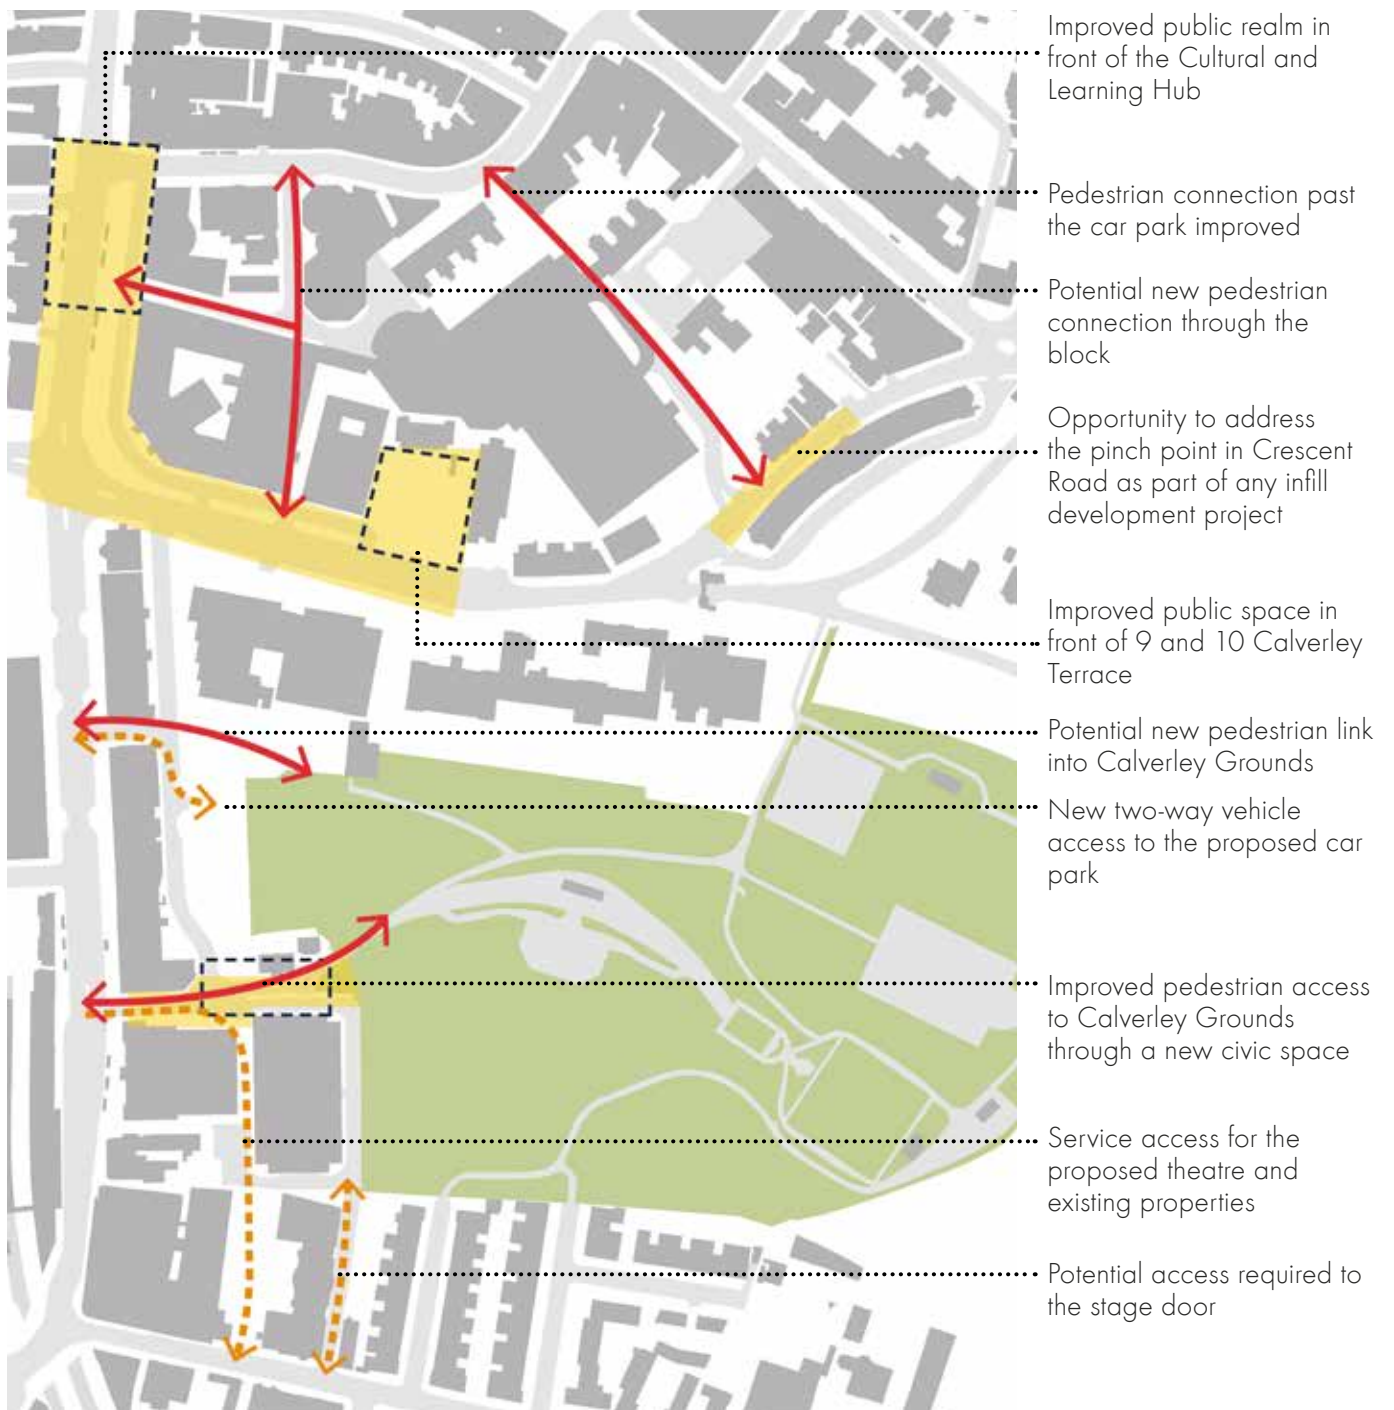 Improved public realm in
front of the Cultural and
Learning Hub
Pedestrian connection past
the car park improved
Potential new pedestrian
connection through the
block
Opportunity to address
the pinch point in Crescent
Road as part of any infill
development project
Improved public space in
front of 9 and 10 Calverley
Terrace
Potential new pedestrian link
into Calverley Grounds
New two-way vehicle
access to the proposed car
park
Improved pedestrian access
to Calverley Grounds
through a new civic space
Service access for the
proposed theatre and
existing properties
Potential access required to
the stage door